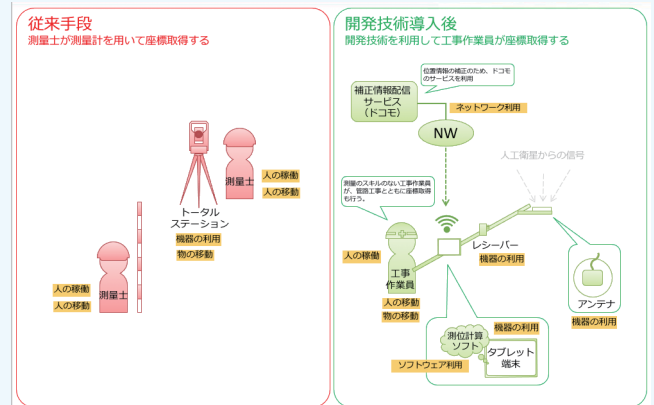 従来手段
測量士が測量計を用いて座標取得する
測量士
人の稼働
人の移動
トータル
ステーション
機器の利用
物の移動
人の稼働
人の移動
測量士
開発技術導入後
開発技術を利用して工事作業員が座標取得する
位置情報の補正のため、ドコモ
のサービスを利用
補正情報配信
サービス
(ドコモ)
ネットワーク利用
NW
人工衛星からの信号
測量のスキルのない工事作業員
が、管路工事とともに座標取得
も行う。
人の稼働
工事
作業員
人の移動
物の移動
レシーバー
機器の利用
アンテナ
機器の利用
測位計算
ソフト
機器の利用
タブレット
端末
ソフトウェア利用